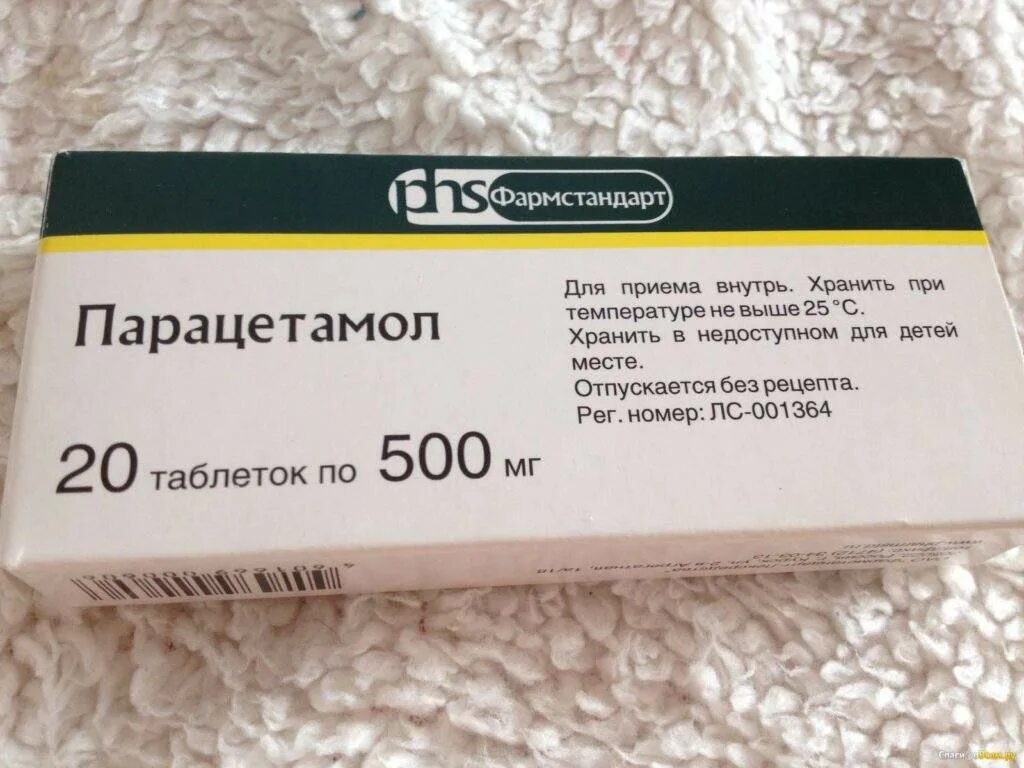 phs Фармстандарт
Парацетамол
20 таблеток по 500 мг
Для приема внутрь. Хранить при
температуре не выше 25 °C.
Хранить в недоступном для детей
месте.
Отпускается без рецепта.
Рег. номер: ЛС-001364